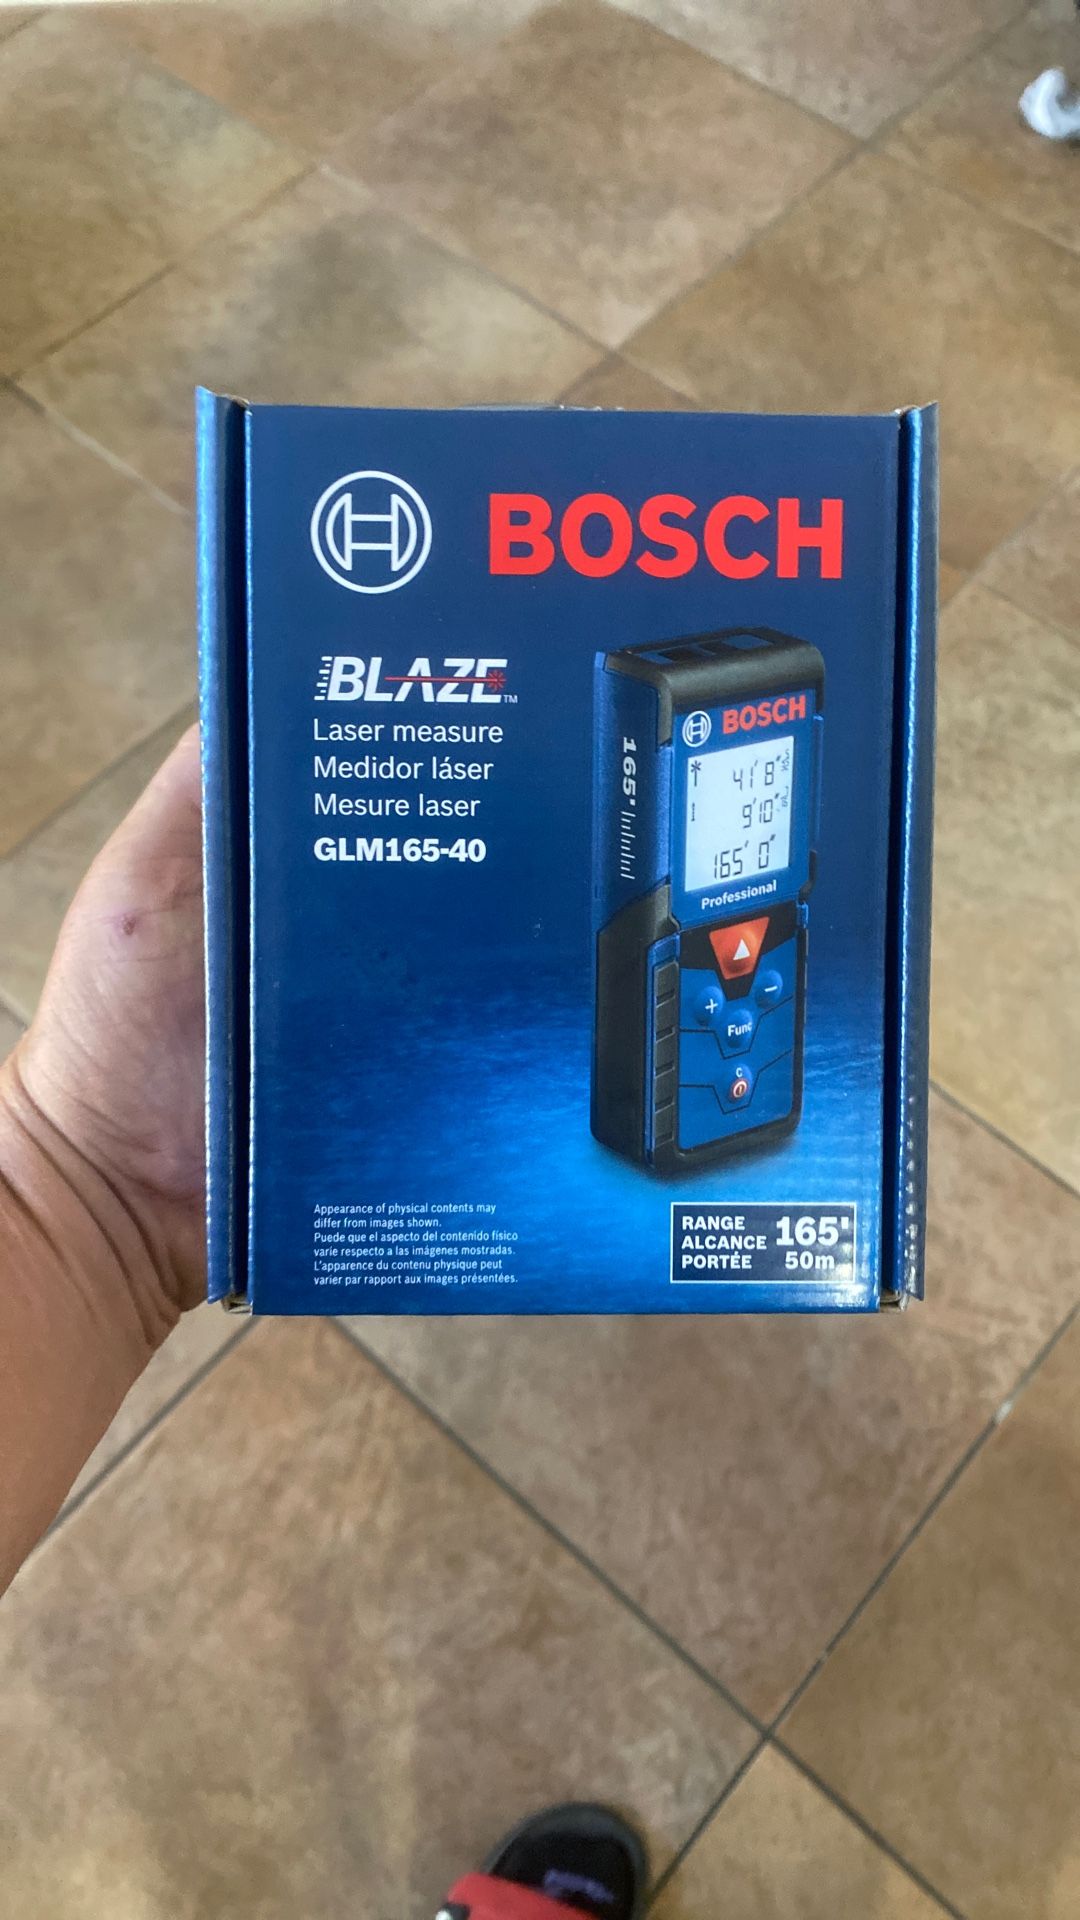 BOSCH
BLAZE™
Laser measure
Medidor láser
Mesure laser
GLM165-40
165'
BOSCH
41'8"
9'10"
165'0"
Professional
+
−
Func
C
Appearance of physical contents may
differ from images shown.
Puede que el aspecto del contenido físico
varíe respecto a las imágenes mostradas.
L'apparence du contenu physique peut
varier par rapport aux images présentées.
RANGE
ALCANCE
PORTÉE
165'
50m